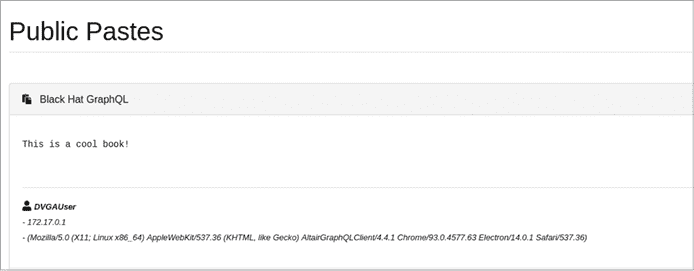 Public Pastes
Black Hat GraphQL
This is a cool book!
DVGAUser
- 172.17.0.1
- (Mozilla/5.0 (X11; Linux x86_64) AppleWebKit/537.36 (KHTML, like Gecko) AltairGraphQLClient/4.4.1 Chrome/93.0.4577.63 Electron/14.0.1 Safari/537.36)